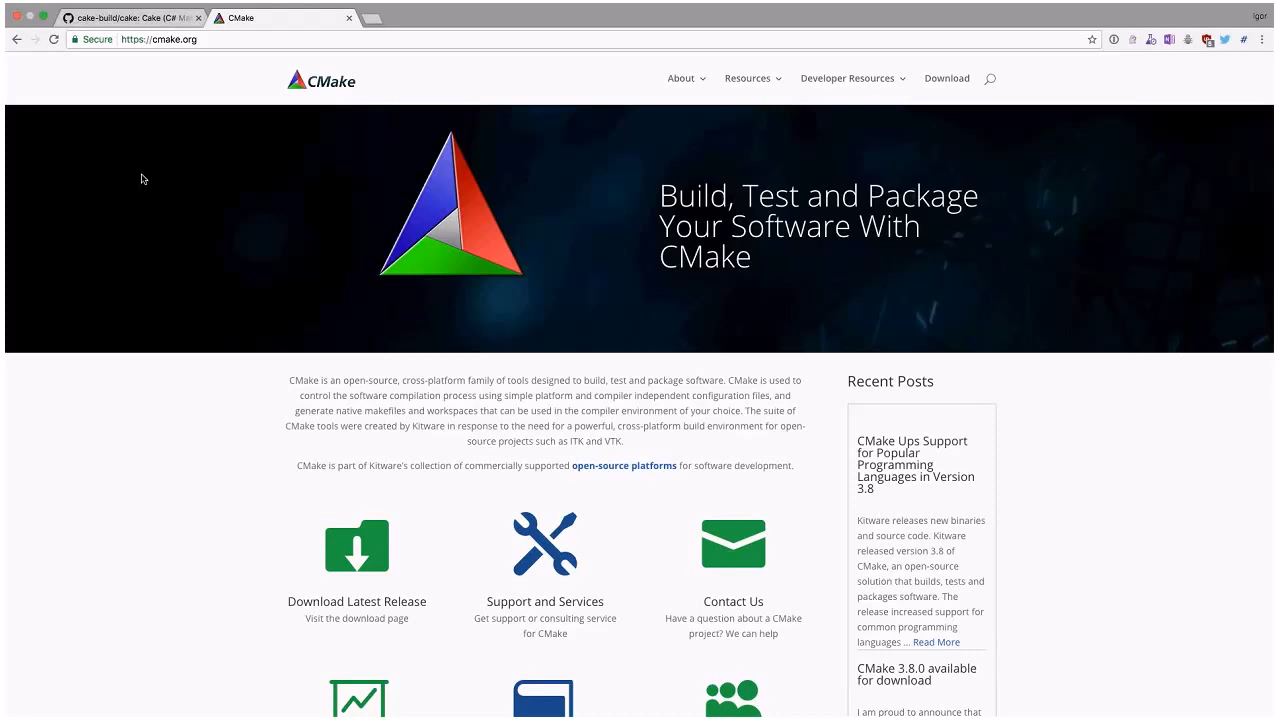 cake-build/cake: Cake (C# Ma
CMake
Igor
Secure https://cmake.org
CMake
About
Resources
Developer Resources
Download
Build, Test and Package
Your Software With
CMake
CMake is an open-source, cross-platform family of tools designed to build, test and package software. CMake is used to
control the software compilation process using simple platform and compiler independent configuration files, and
generate native makefiles and workspaces that can be used in the compiler environment of your choice. The suite of
CMake tools were created by Kitware in response to the need for a powerful, cross-platform build environment for open-
source projects such as ITK and VTK.
CMake is part of Kitware's collection of commercially supported open-source platforms for software development.
Download Latest Release
Visit the download page
Support and Services
Get support or consulting service
for CMake
Contact Us
Have a question about a CMake
project? We can help
Recent Posts
CMake Ups Support
for Popular
Programming
Languages in Version
3.8
Kitware releases new binaries
and source code. Kitware
released version 3.8 of
CMake, an open-source
solution that builds, tests and
packages software. The
release increased support for
common programming
languages ... Read More
CMake 3.8.0 available
for download
I am proud to announce that